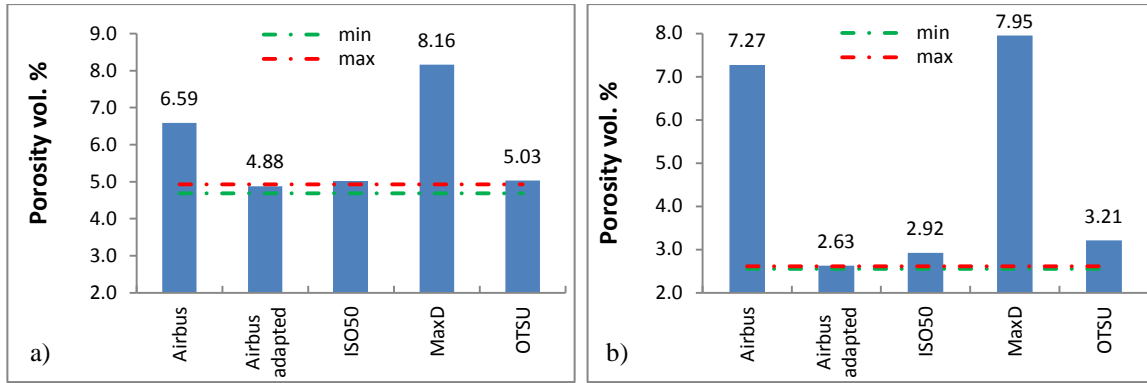 9.0
8.0
7.0
6.0
5.0
4.0
3.0
2.0
Porosity vol. %
min
max
6.59
4.88
8.16
5.03
Airbus
Airbus
adapted
ISO50
MaxD
OTSU
a)
8.0
7.0
6.0
5.0
4.0
3.0
2.0
Porosity vol. %
min
max
7.27
2.63
2.92
7.95
3.21
Airbus
Airbus
adapted
ISO50
MaxD
OTSU
b)